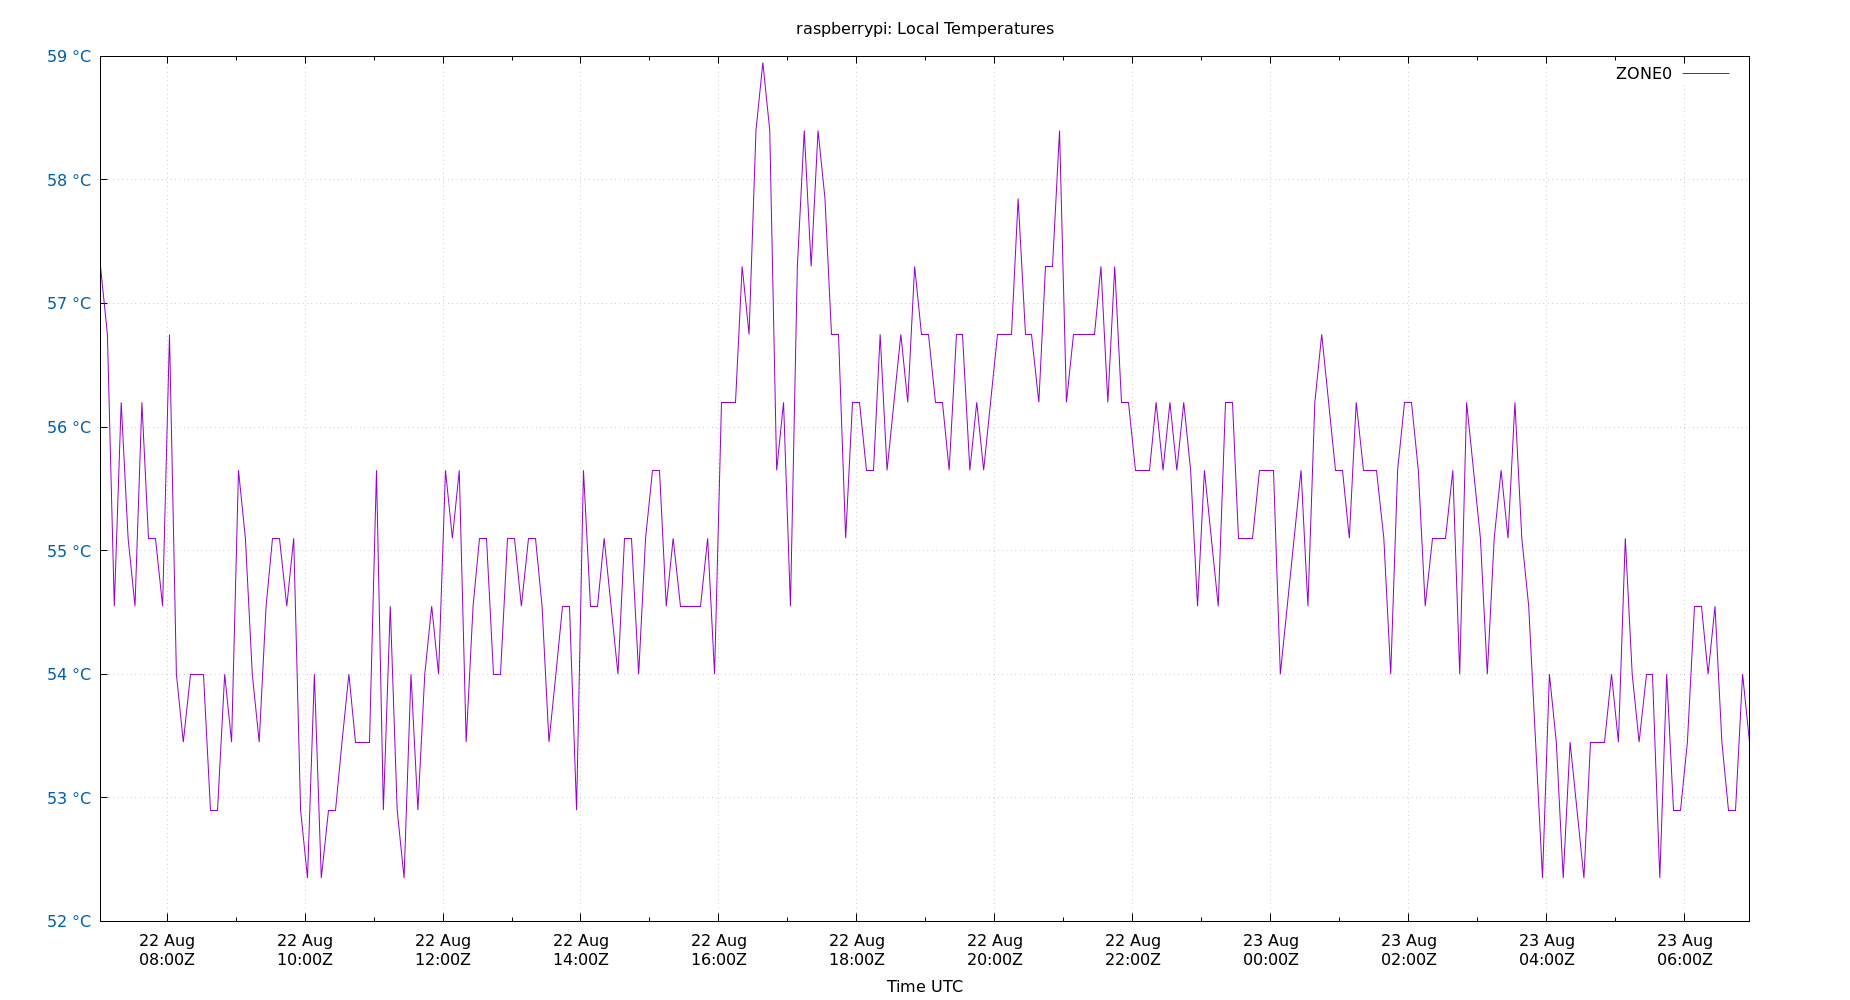 raspberrypi: Local Temperatures
ZONE0
59 °C
58 °C
57 °C
56 °C
55 °C
54 °C
53 °C
52 °C
22 Aug 22 Aug 22 Aug 22 Aug 22 Aug 22 Aug 22 Aug 22 Aug 23 Aug 23 Aug 23 Aug 23 Aug
08:00Z 10:00Z 12:00Z 14:00Z 16:00Z 18:00Z 20:00Z 22:00Z 00:00Z 02:00Z 04:00Z 06:00Z
Time UTC